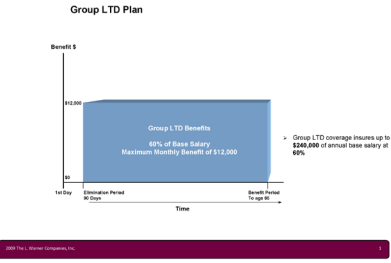 Group LTD Plan
Benefit $
$12,000
Group LTD Benefits
60% of Base Salary
Maximum Monthly Benefit of $12,000
➢ Group LTD coverage insures up to
$240,000 of annual base salary at
60%
$0
1st Day
Elimination Period
90 Days
Benefit Period
To age 65
Time
2009 The L. Warner Companies, Inc.
1